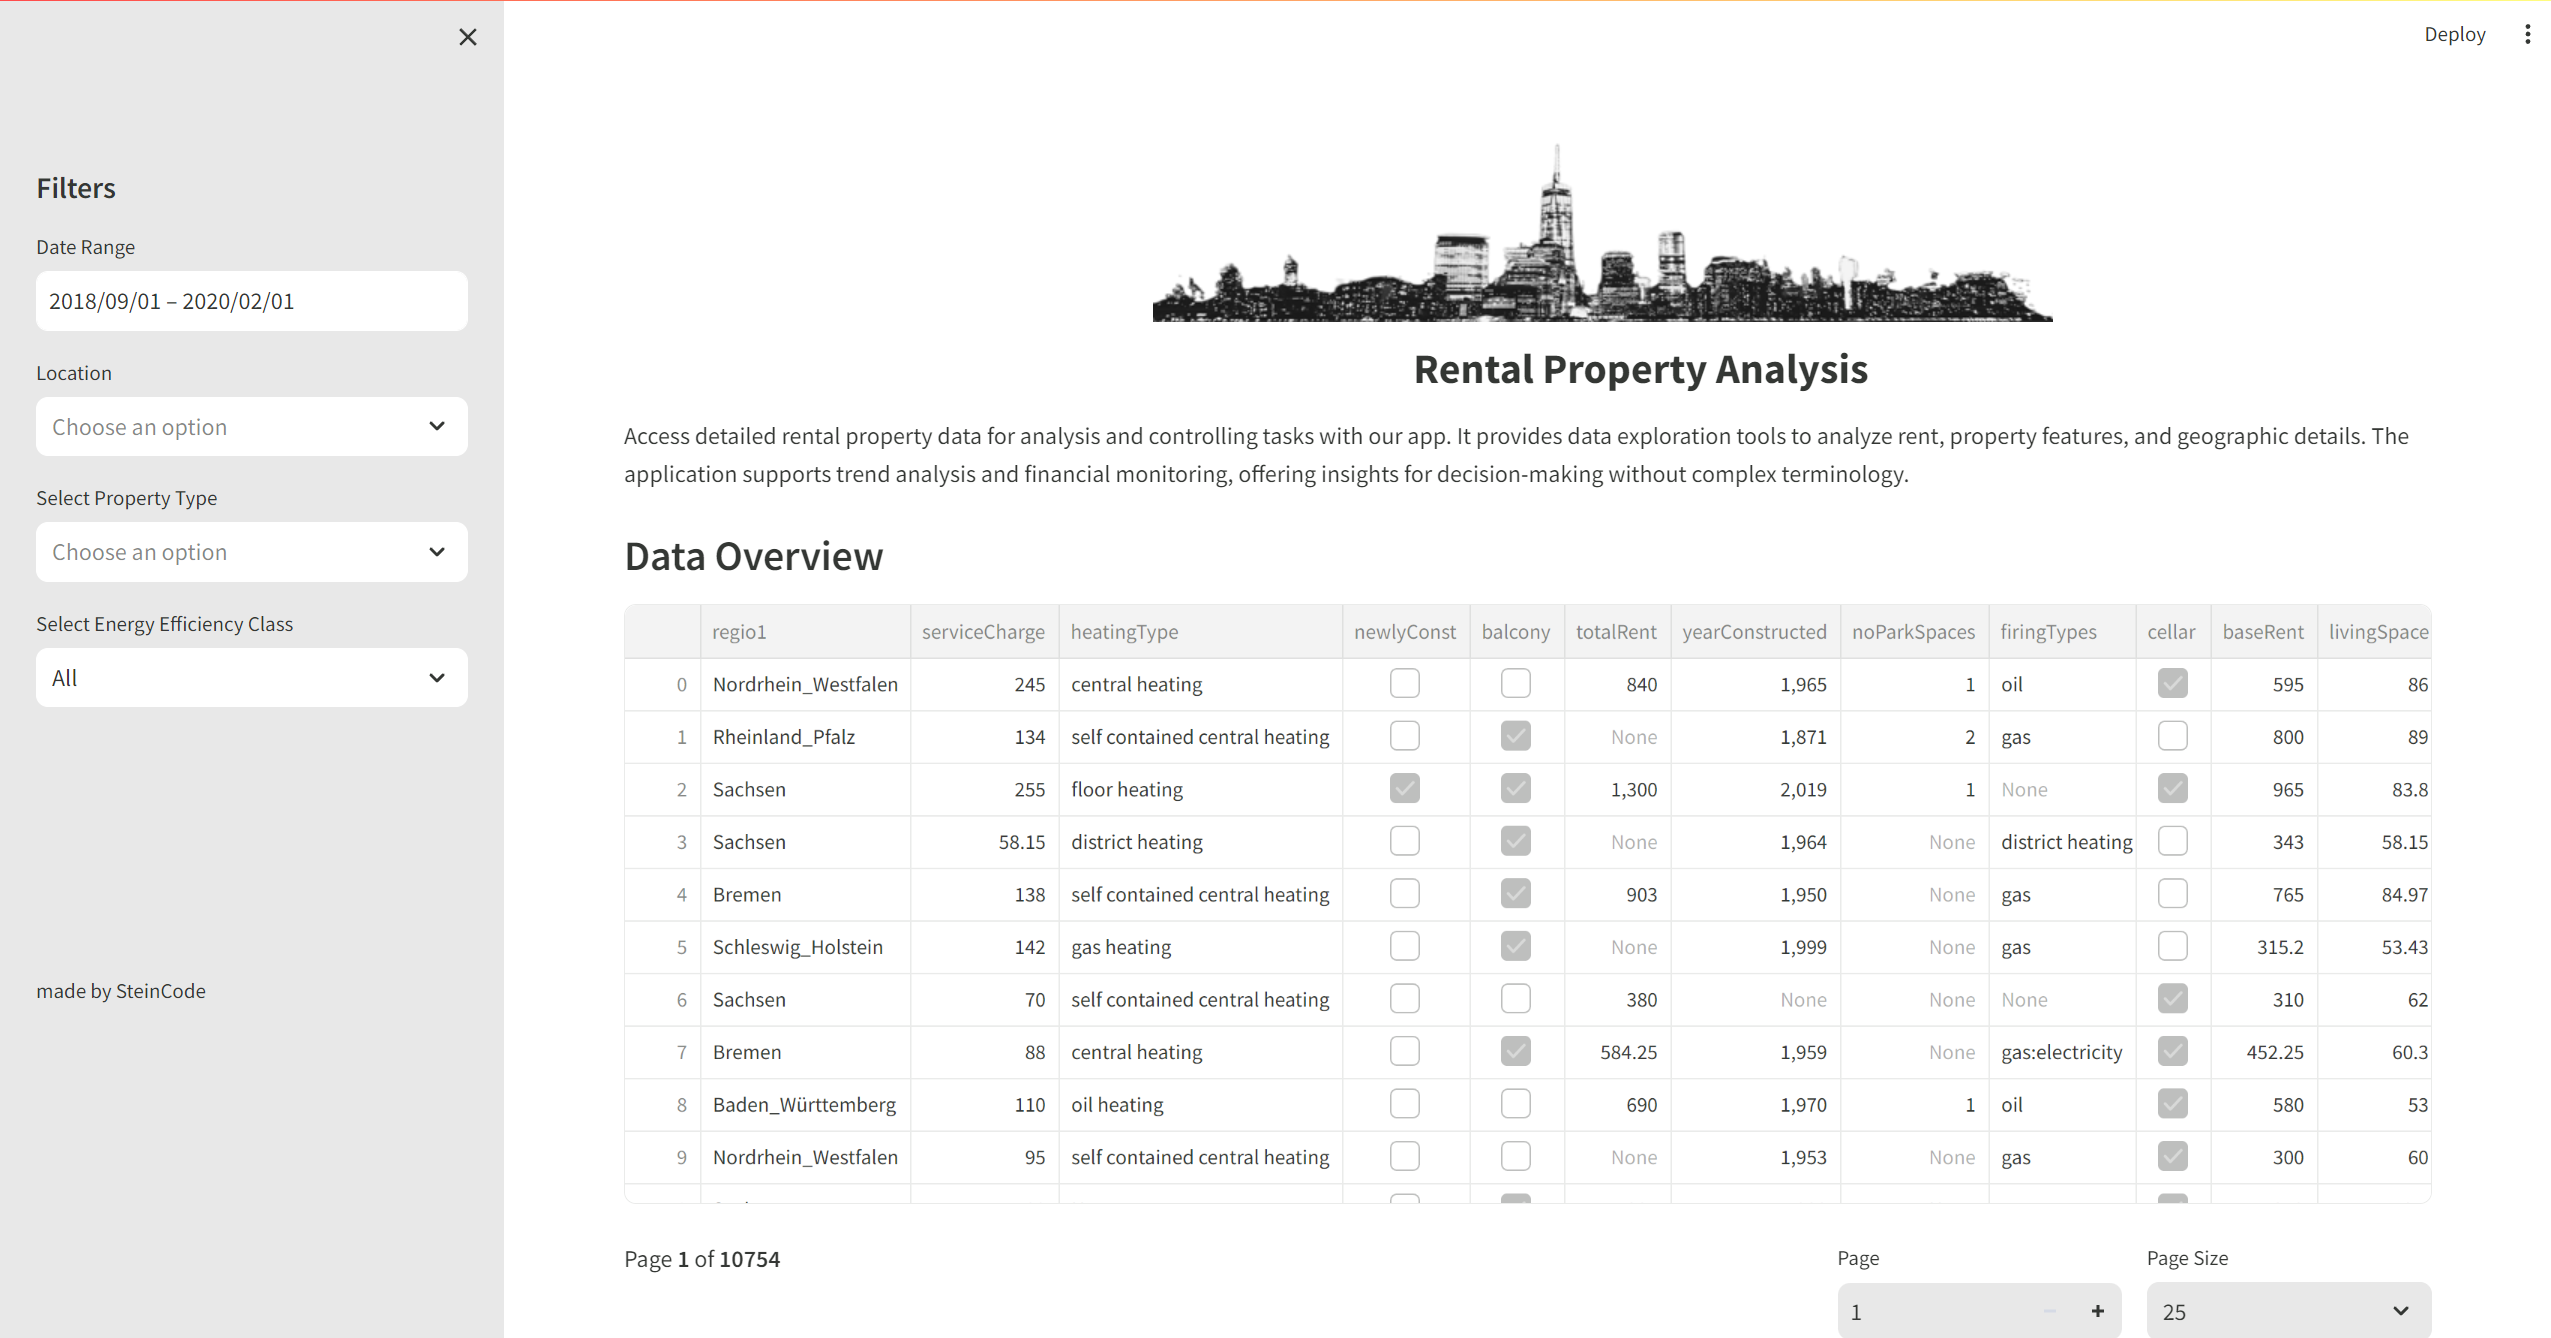 Deploy
Filters
Date Range
2018/09/01 – 2020/02/01
Location
Choose an option
Select Property Type
Choose an option
Select Energy Efficiency Class
All
made by SteinCode
Rental Property Analysis
Access detailed rental property data for analysis and controlling tasks with our app. It provides data exploration tools to analyze rent, property features, and geographic details. The
application supports trend analysis and financial monitoring, offering insights for decision-making without complex terminology.
Data Overview
regio1 serviceCharge heatingType newlyConst balcony totalRent yearConstructed noParkSpaces firingTypes cellar baseRent livingSpace
0 Nordrhein_Westfalen 245 central heating 840 1,965 1 oil 595 86
1 Rheinland_Pfalz 134 self contained central heating None 1,871 2 gas 800 89
2 Sachsen 255 floor heating 1,300 2,019 1 None 965 83.8
3 Sachsen 58.15 district heating None 1,964 None district heating 343 58.15
4 Bremen 138 self contained central heating 903 1,950 None gas 765 84.97
5 Schleswig_Holstein 142 gas heating None 1,999 None gas 315.2 53.43
6 Sachsen 70 self contained central heating 380 None None None 310 62
7 Bremen 88 central heating 584.25 1,959 None gas:electricity 452.25 60.3
8 Baden_Württemberg 110 oil heating 690 1,970 1 oil 580 53
9 Nordrhein_Westfalen 95 self contained central heating None 1,953 None gas 300 60
Page 1 of 10754
Page
1
Page Size
25